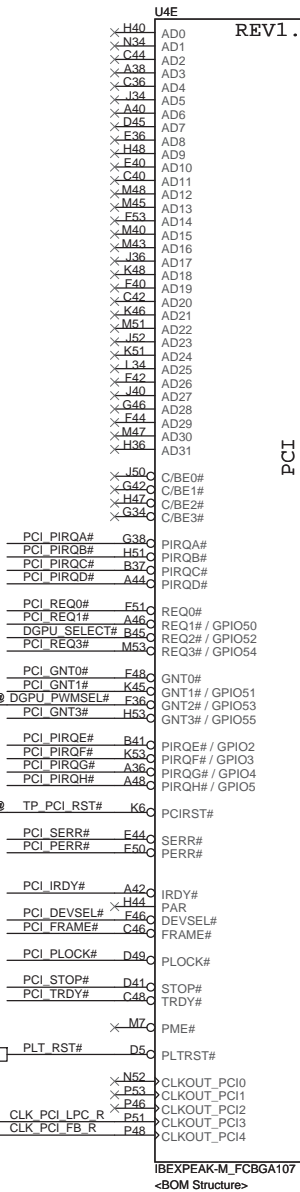 U4E
REV1.
H40 AD0
N34 AD1
C44 AD2
A38 AD3
C36 AD4
J34 AD5
A40 AD6
D45 AD7
E36 AD8
H48 AD9
E40 AD10
C40 AD11
M48 AD12
M45 AD13
F53 AD14
M40 AD15
M43 AD16
J36 AD17
K48 AD18
F40 AD19
C42 AD20
K46 AD21
M51 AD22
J52 AD23
K51 AD24
L34 AD25
F42 AD26
J40 AD27
G46 AD28
F44 AD29
M47 AD30
H36 AD31
PCI
J50 C/BE0#
G42 C/BE1#
H47 C/BE2#
G34 C/BE3#
PCI_PIRQA# G38 PIRQA#
PCI_PIRQB# H51 PIRQB#
PCI_PIRQC# B37 PIRQC#
PCI_PIRQD# A44 PIRQD#
PCI_REQ0# F51 REQ0#
PCI_REQ1# A46 REQ1# / GPIO50
DGPU_SELECT# B45 REQ2# / GPIO52
PCI_REQ3# M53 REQ3# / GPIO54
PCI_GNT0# F48 GNT0#
PCI_GNT1# K45 GNT1# / GPIO51
@ DGPU_PWMSEL# F36 GNT2# / GPIO53
PCI_GNT3# H53 GNT3# / GPIO55
PCI_PIRQE# B41 PIRQE# / GPIO2
PCI_PIRQF# K53 PIRQF# / GPIO3
PCI_PIRQG# A36 PIRQG# / GPIO4
PCI_PIRQH# A48 PIRQH# / GPIO5
@ TP_PCI_RST# K6 PCIRST#
PCI_SERR# E44 SERR#
PCI_PERR# E50 PERR#
PCI_IRDY# A42 IRDY#
H44 PAR
PCI_DEVSEL# F46 DEVSEL#
PCI_FRAME# C46 FRAME#
PCI_PLOCK# D49 PLOCK#
PCI_STOP# D41 STOP#
PCI_TRDY# C48 TRDY#
M7 PME#
PLT_RST# D5 PLTRST#
N52 CLKOUT_PCI0
P53 CLKOUT_PCI1
P46 CLKOUT_PCI2
CLK_PCI_LPC_R P51 CLKOUT_PCI3
CLK_PCI_FB_R P48 CLKOUT_PCI4
IBEXPEAK-M_FCBGA107
<BOM Structure>